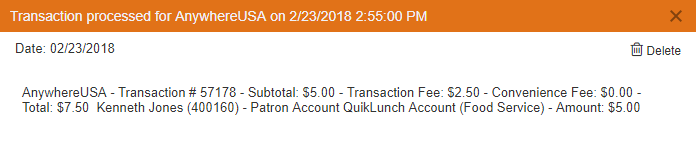 Transaction processed for AnywhereUSA on 2/23/2018 2:55:00 PM
Date: 02/23/2018
Delete
AnywhereUSA - Transaction # 57178 - Subtotal: $5.00 - Transaction Fee: $2.50 - Convenience Fee: $0.00 -
Total: $7.50 Kenneth Jones (400160) - Patron Account QuikLunch Account (Food Service) - Amount: $5.00